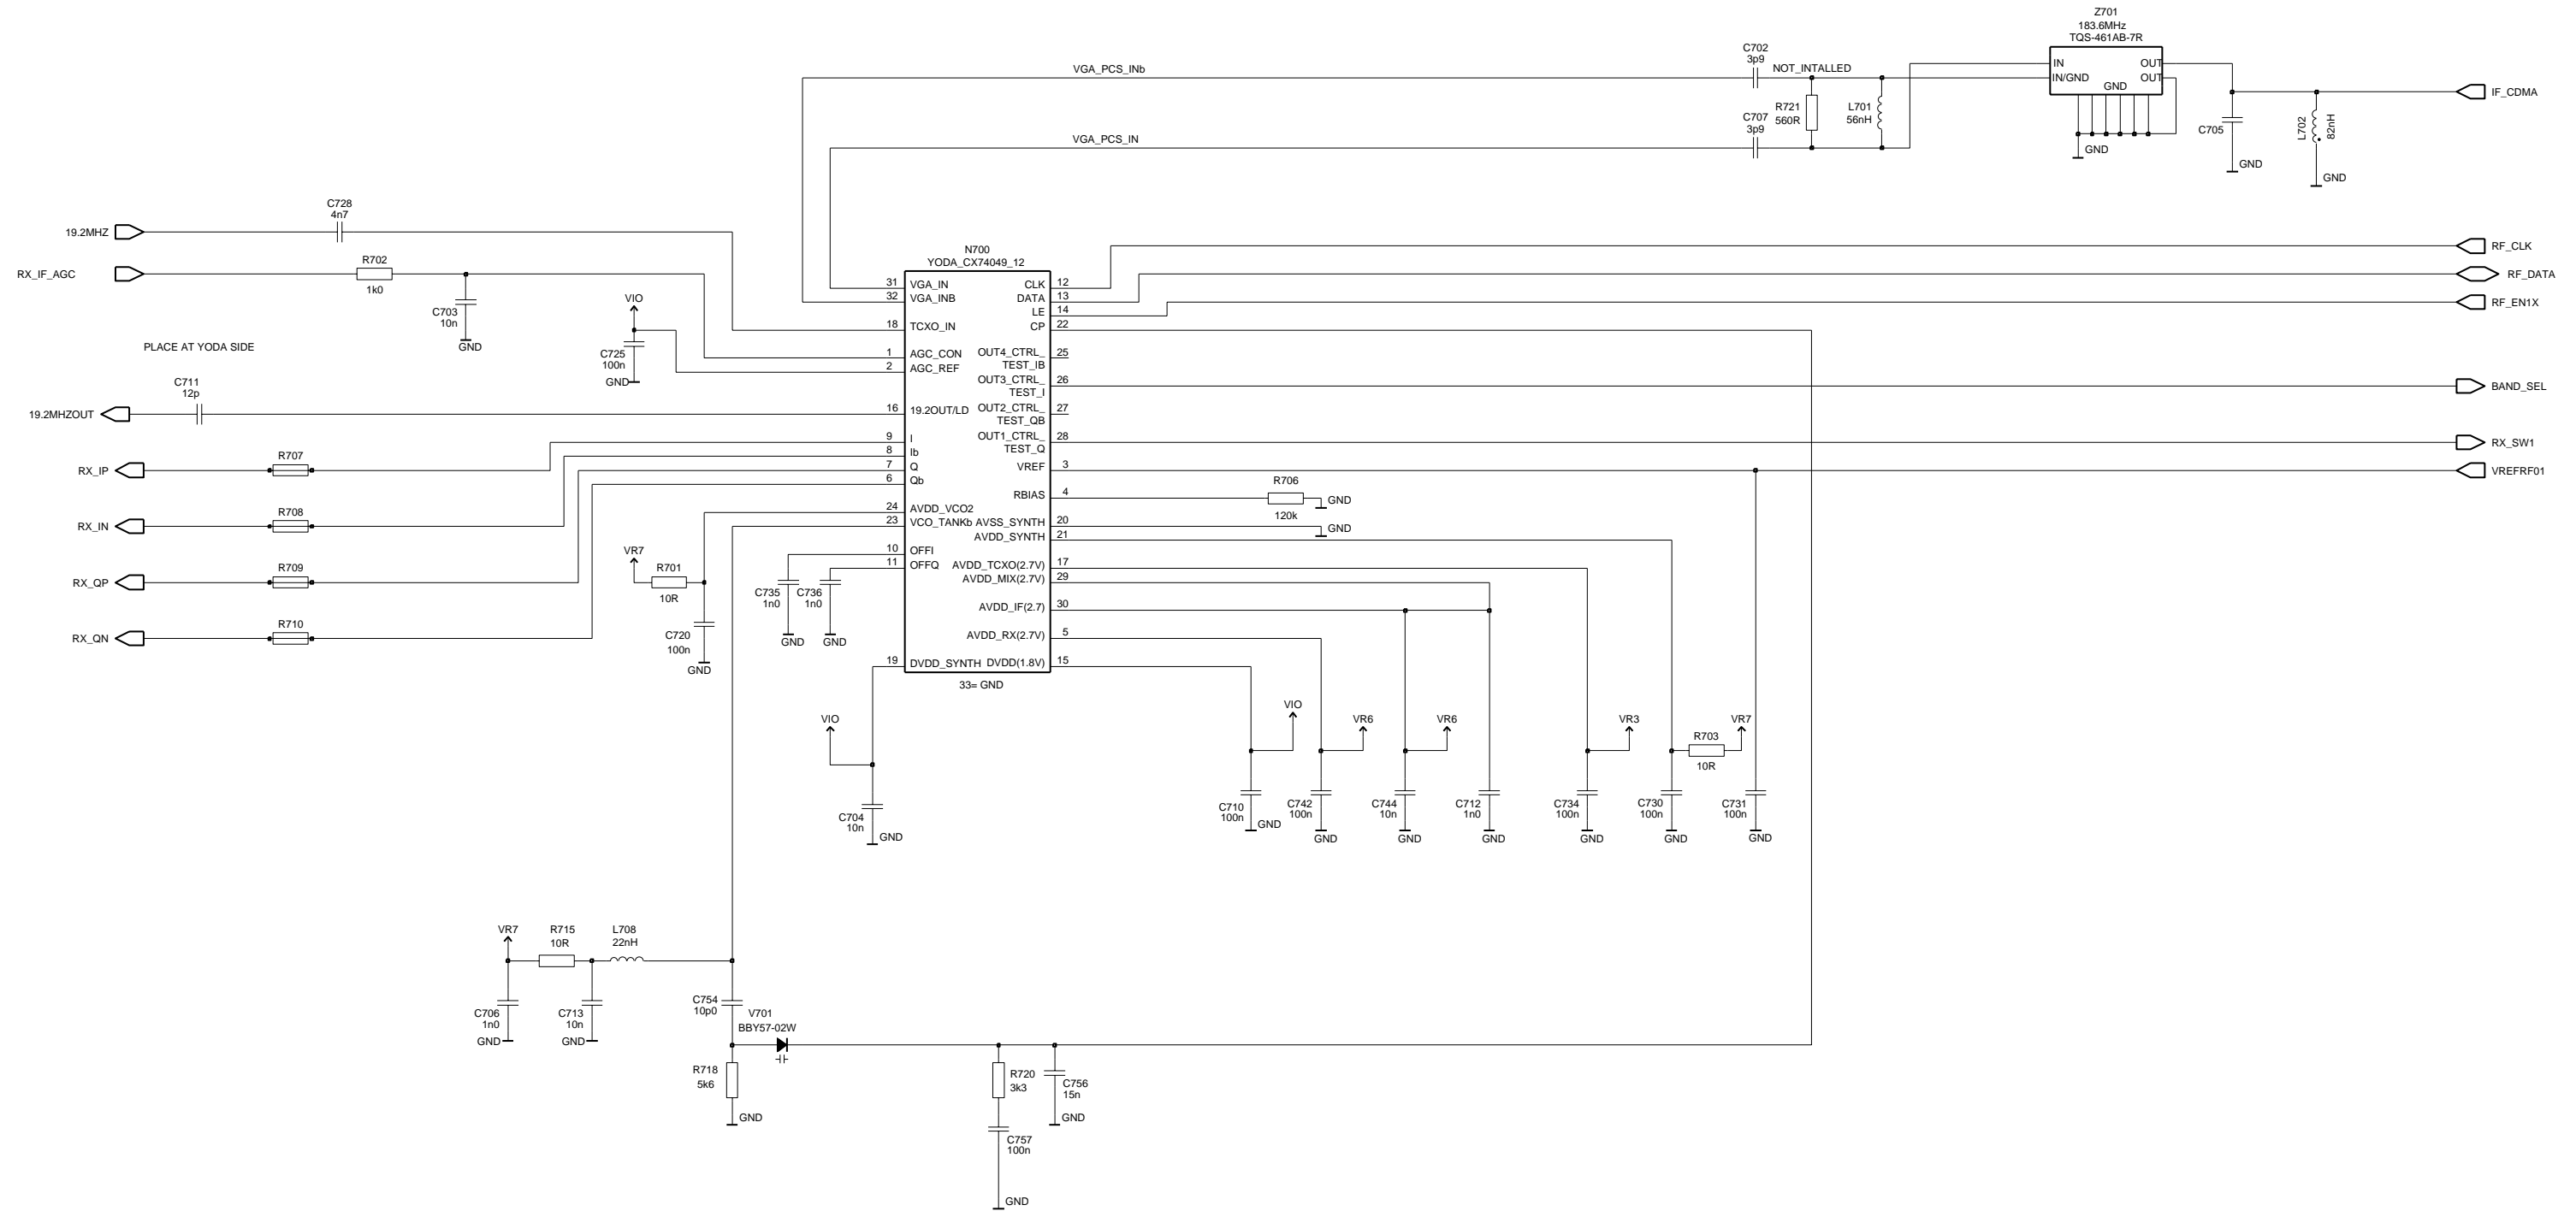 Z701
183.6MHz
TQS-461AB-7R
IN
IN/GND
OUT
OUT
GND
GND
C702
3p9
NOT_INTALLED
VGA_PCS_INb
R721
560R
L701
56nH
C707
3p9
VGA_PCS_IN
IF_CDMA
C705
GND
L702
82nH
GND
C728
4n7
19.2MHZ
R702
1k0
RX_IF_AGC
C703
10n
GND
VIO
C725
100n
GND
PLACE AT YODA SIDE
C711
12p
19.2MHZOUT
R707
RX_IP
R708
RX_IN
R709
RX_QP
R710
RX_QN
N700
YODA_CX74049_12
31 VGA_IN
32 VGA_INB
18 TCXO_IN
1 AGC_CON
2 AGC_REF
16 19.2OUT/LD
9 I
8 Ib
7 Q
6 Qb
24 AVDD_VCO2
23 VCO_TANKb
10 OFFI
11 OFFQ
19 DVDD_SYNTH
CLK 12
DATA 13
LE 14
CP 22
OUT4_CTRL_ 25
TEST_IB
OUT3_CTRL_ 26
TEST_I
OUT2_CTRL_ 27
TEST_QB
OUT1_CTRL_ 28
TEST_Q
VREF 3
RBIAS 4
AVSS_SYNTH 20
AVDD_SYNTH 21
AVDD_TCXO(2.7V) 17
AVDD_MIX(2.7V) 29
AVDD_IF(2.7) 30
AVDD_RX(2.7V) 5
DVDD(1.8V) 15
33= GND
RF_CLK
RF_DATA
RF_EN1X
BAND_SEL
RX_SW1
VREFRF01
R706
120k
GND
GND
VR7
R701
10R
C720
100n
GND
C735
1n0
GND
C736
1n0
GND
VIO
C704
10n
GND
VIO
C710
100n
GND
VR6
C742
100n
GND
VR6
C744
10n
GND
C712
1n0
GND
VR3
C734
100n
GND
R703
10R
VR7
C730
100n
GND
C731
100n
GND
VR7
R715
10R
L708
22nH
C706
1n0
GND
C713
10n
GND
C754
10p0
V701
BBY57-02W
R718
5k6
GND
R720
3k3
C756
15n
GND
C757
100n
GND